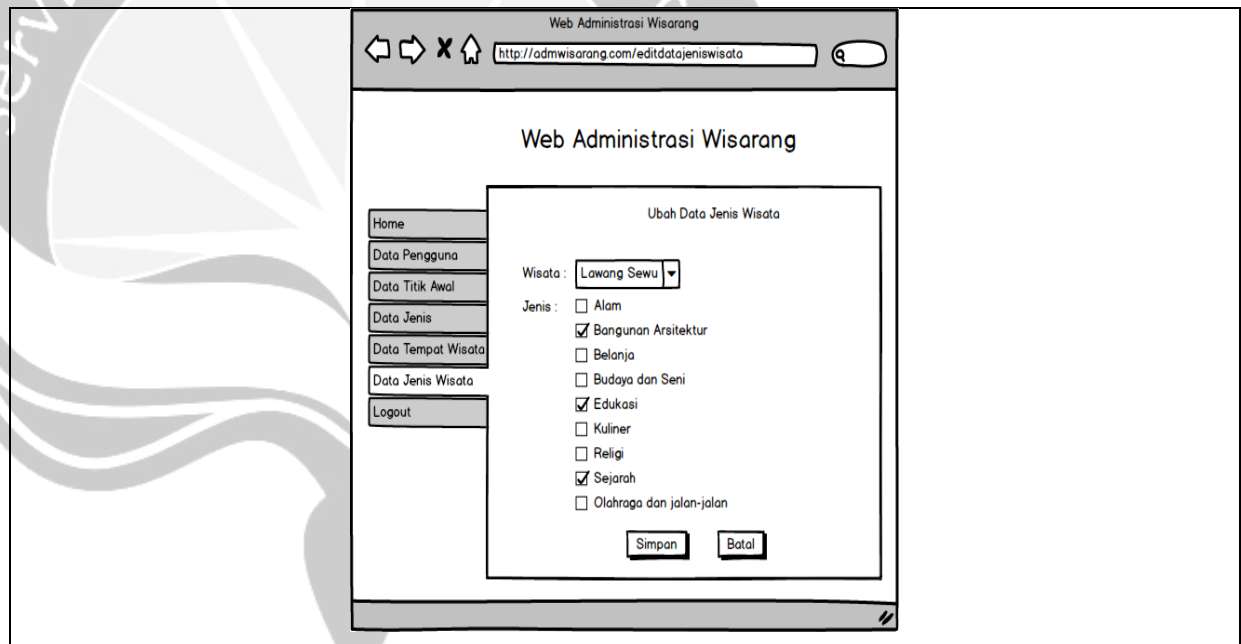 Web Administrasi Wisarang
http://admwisarang.com/editdatajeniswisata
Web Administrasi Wisarang
Home
Data Pengguna
Data Titik Awal
Data Jenis
Data Tempat Wisata
Data Jenis Wisata
Logout
Ubah Data Jenis Wisata
Wisata : Lawang Sewu
Jenis : Alam
Bangunan Arsitektur
Belanja
Budaya dan Seni
Edukasi
Kuliner
Religi
Sejarah
Olahraga dan jalan-jalan
Simpan Batal